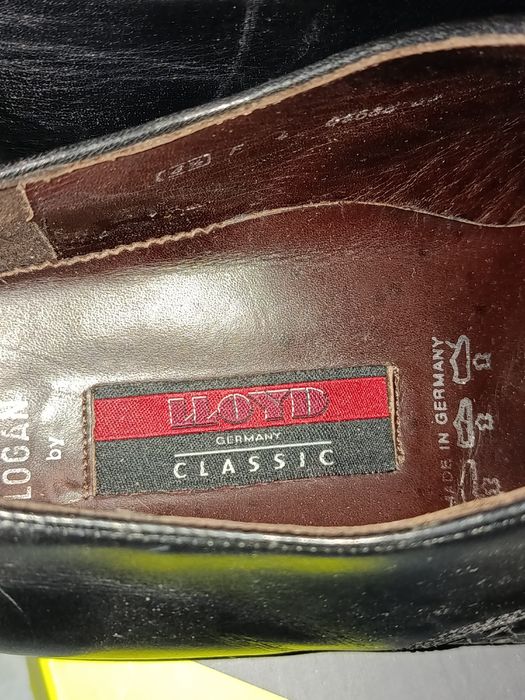 LOGAN
by
LLOYD
GERMANY
CLASSIC
MADE IN GERMANY